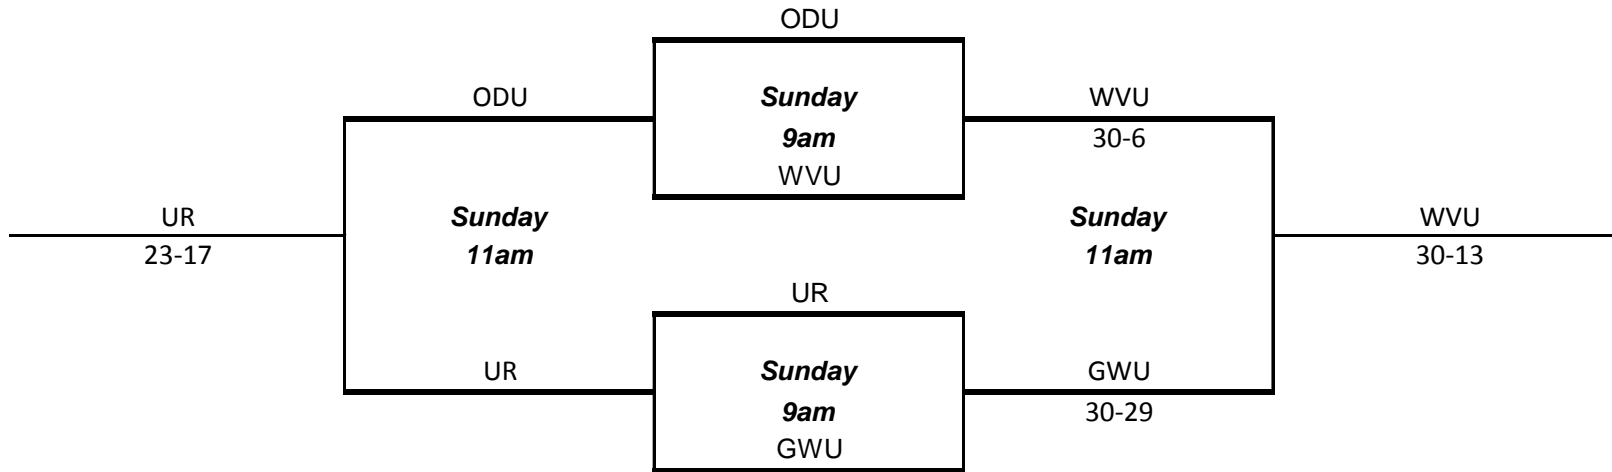 ODU
ODU
Sunday
WVU
9am
30-6
WVU
UR
Sunday
Sunday
WVU
23-17
11am
11am
30-13
UR
UR
Sunday
GWU
9am
30-29
GWU